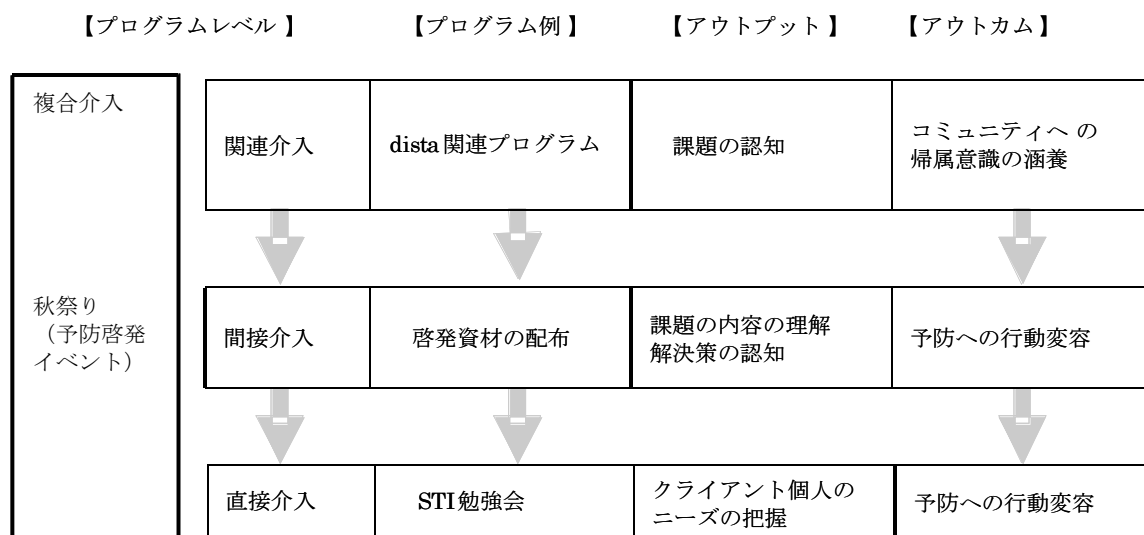 【プログラムレベル】 【プログラム例】 【アウトプット】 【アウトカム】
複合介入
秋祭り
（予防啓発
イベント）
関連介入
dista関連プログラム
課題の認知
コミュニティへ の
帰属意識の涵養
間接介入
啓発資材の配布
課題の内容の理解
解決策の認知
予防への行動変容
直接介入
STI勉強会
クライアント個人の
ニーズの把握
予防への行動変容